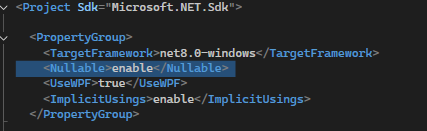 <Project Sdk="Microsoft.NET.Sdk">
<PropertyGroup>
<TargetFramework>net8.0-windows</TargetFramework>
<Nullable>enable</Nullable>
<UseWPF>true</UseWPF>
<ImplicitUsings>enable</ImplicitUsings>
</PropertyGroup>